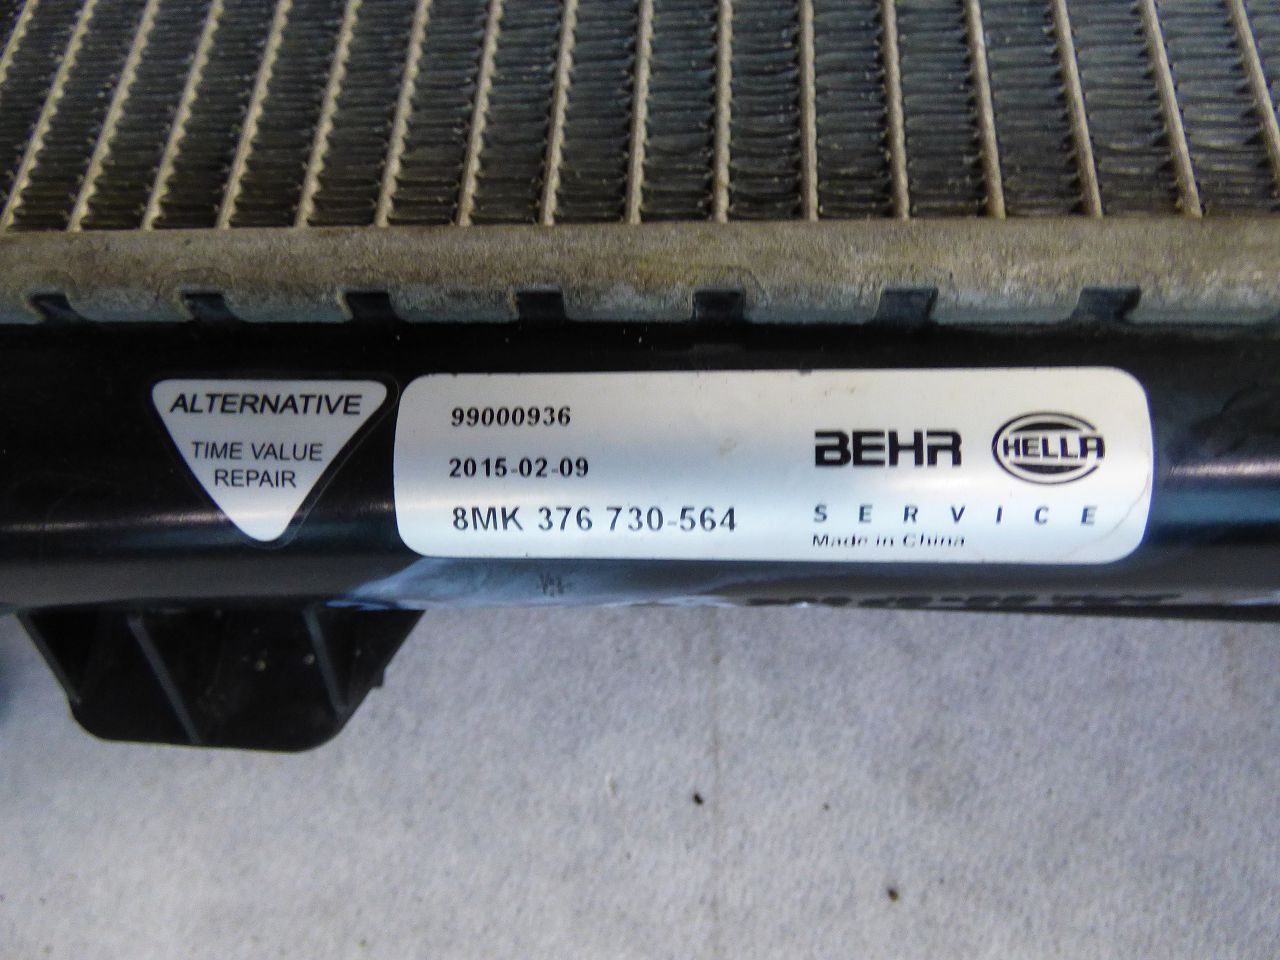 ALTERNATIVE
TIME VALUE
REPAIR
99000936
2015-02-09
8MK 376 730-564
BEHR HELLA
SERVICE
Made in China